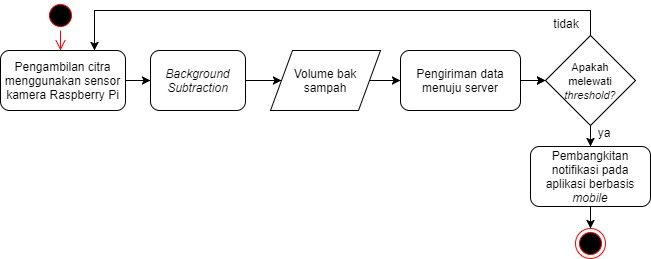 tidak
Pengambilan citra
menggunakan sensor
kamera Raspberry Pi
Background
Subtraction
Volume bak
sampah
Pengiriman data
menuju server
Apakah
melewati
threshold?
ya
Pembangkitan
notifikasi pada
aplikasi berbasis
mobile